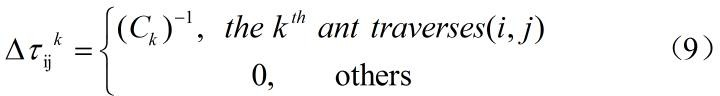 Δτ_ij^k = { (C_k)^{-1}, the k^{th} ant traverses(i, j)
0, others (9)